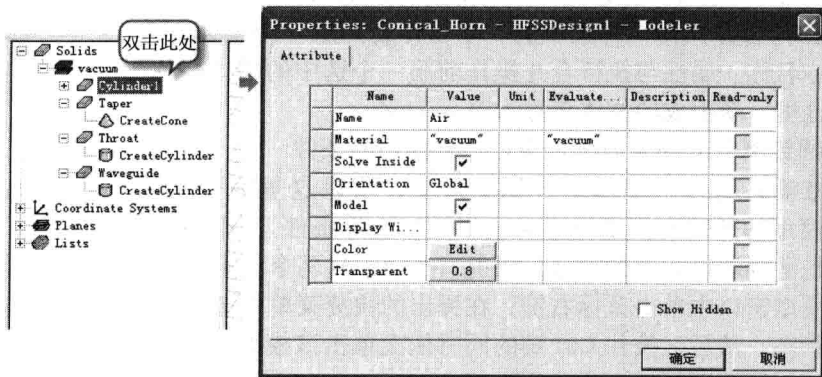 Solids
vacuum
Cylinder1
Taper
CreateCone
Throat
CreateCylinder
Waveguide
CreateCylinder
Coordinate Systems
Planes
Lists
双击此处
Properties: Conical_Horn - HFSSDesign1 - Modeler
Attribute
Name Value Unit Evaluate... Description Read-only
Name Air
Material "vacuum" "vacuum"
Solve Inside
Orientation Global
Model
Display Wi...
Color Edit
Transparent 0.8
Show Hidden
确定 取消